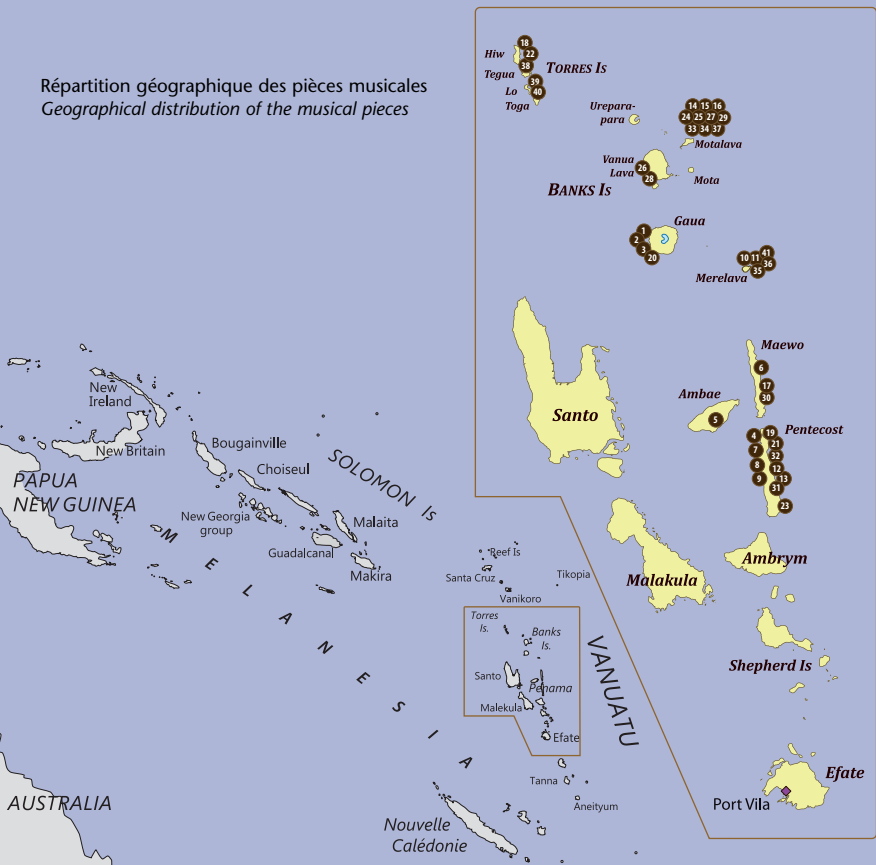 Répartition géographique des pièces musicales
Geographical distribution of the musical pieces
18
Hiw
22
38
TORRES IS
Tegua
39
Lo
40
Toga
14 15 16
24 25 27 29
33 34 37
Urepara-
para
Motalava
Vanua
Lava
26
28
Mota
BANKS IS
Gaua
1
2
3
20
10 11 41
36
35
Merelava
Maewo
6
17
30
Ambae
5
Santo
Pentecost
4 19
21
7
32
8 12
9 13
31
23
Ambrym
Malakula
Shepherd Is
Efate
Port Vila
New
Ireland
New Britain
Bougainville
Choiseul
SOLOMON Is
PAPUA
NEW GUINEA
New Georgia
group
Malaita
Guadalcanal
Makira
MELANESIA
Reef Is
Santa Cruz
Tikopia
Vanikoro
Torres
Is.
Banks
Is.
VANUATU
Santo
Penama
Malekula
Efate
Tanna
Aneityum
AUSTRALIA
Nouvelle
Calédonie